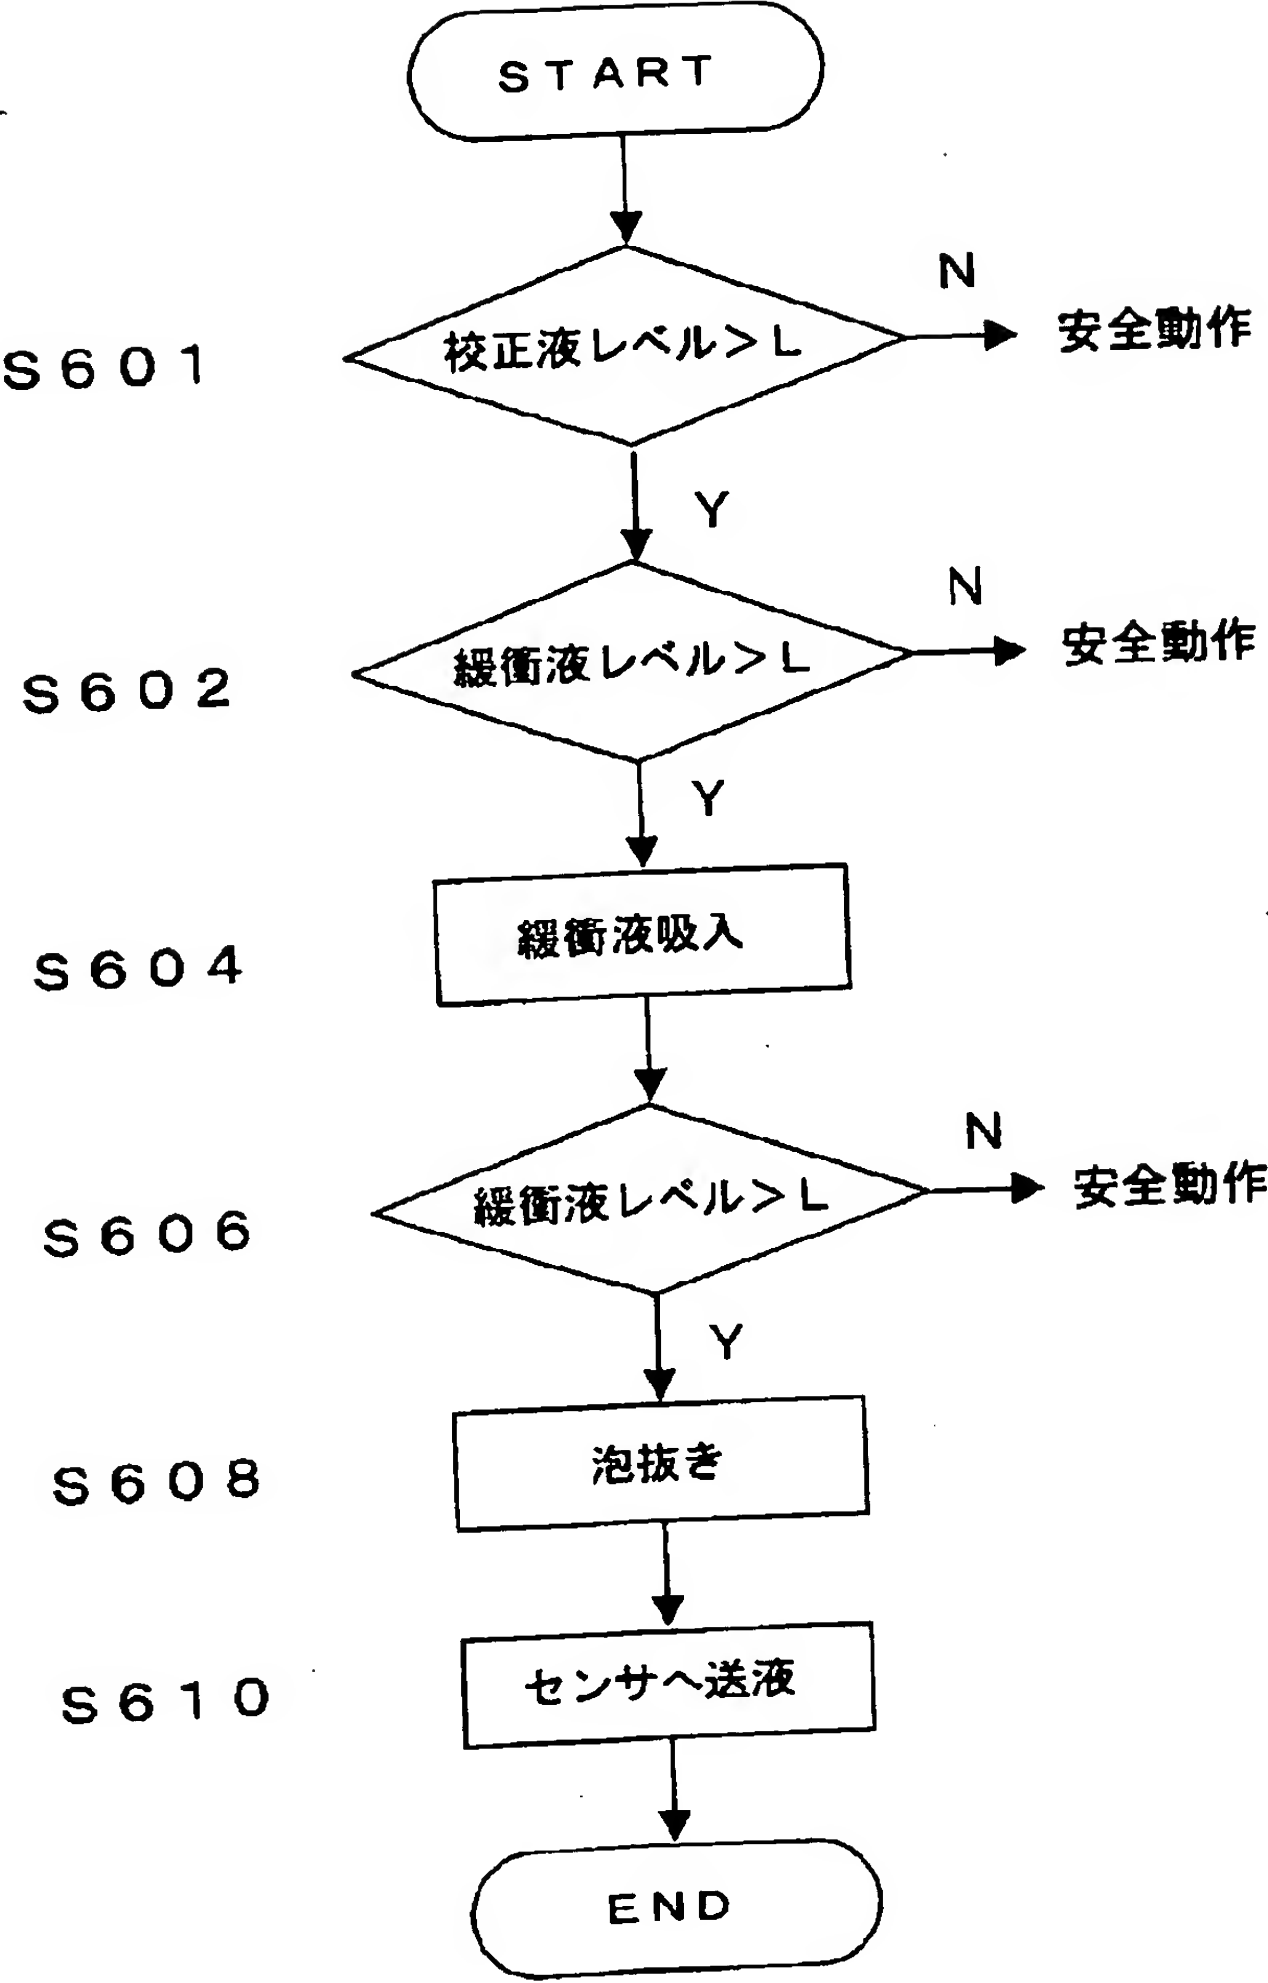 START
N
S601
校正液レベル>L
安全動作
Y
N
S602
緩衝液レベル>L
安全動作
Y
S604
緩衝液吸入
N
S606
緩衝液レベル>L
安全動作
Y
S608
泡抜き
S610
センサへ送液
END